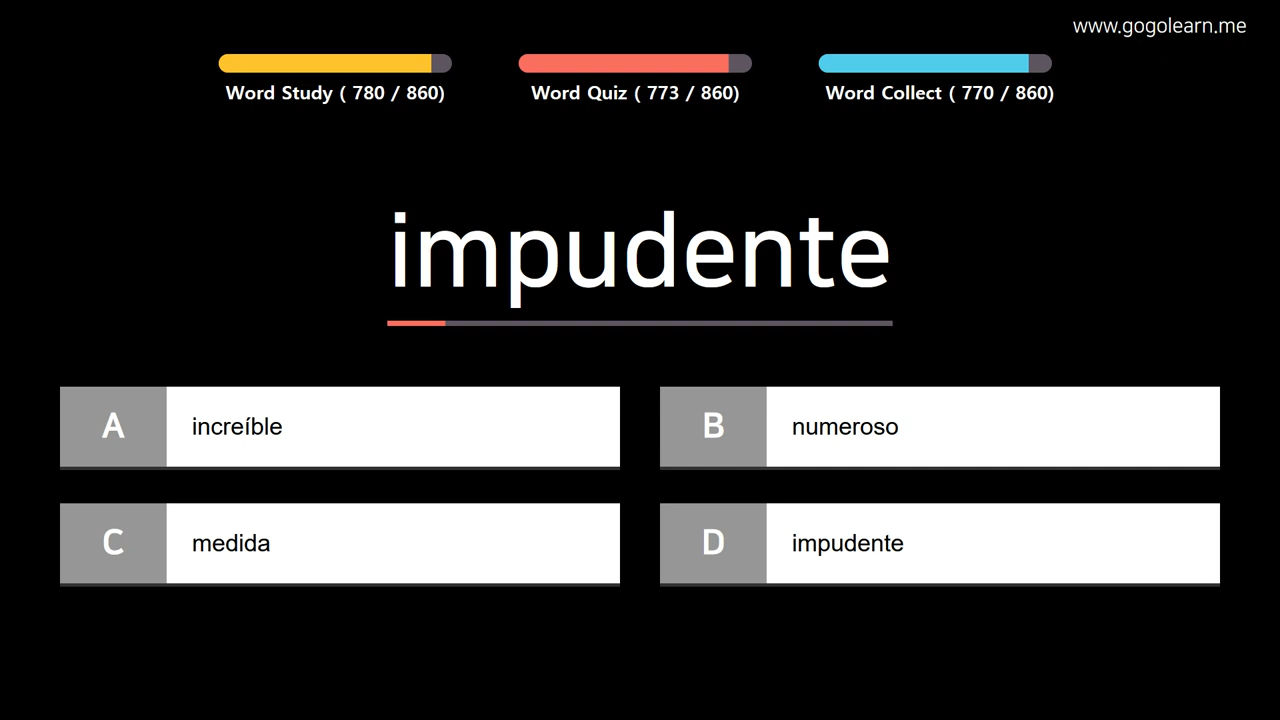 www.gogolearn.me
Word Study ( 780 / 860)
Word Quiz ( 773 / 860)
Word Collect ( 770 / 860)
impudente
A
increíble
B
numeroso
C
medida
D
impudente